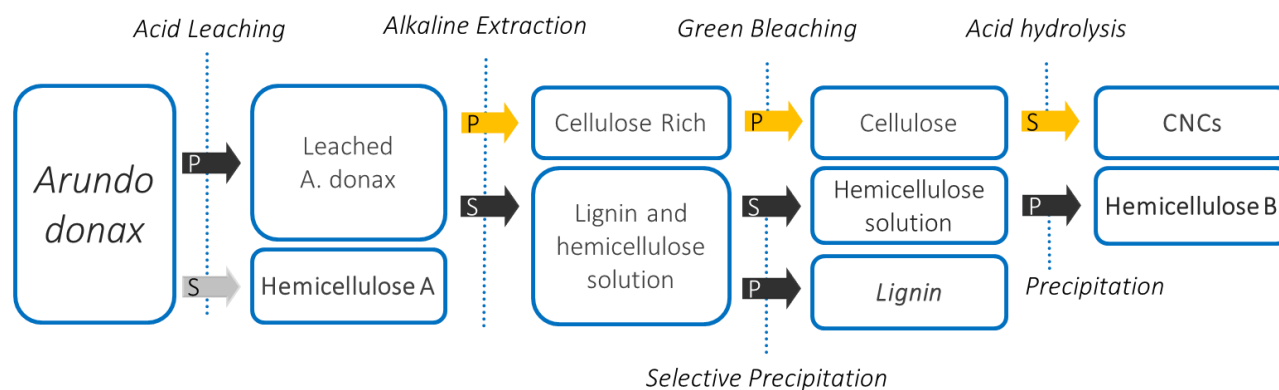 Acid Leaching
Alkaline Extraction
Green Bleaching
Acid hydrolysis
Arundo
donax
P
S
Leached
A. donax
Hemicellulose A
P
S
Cellulose Rich
Lignin and
hemicellulose
solution
P
S
P
Cellulose
Hemicellulose
solution
Lignin
S
P
CNCs
Hemicellulose B
Precipitation
Selective Precipitation